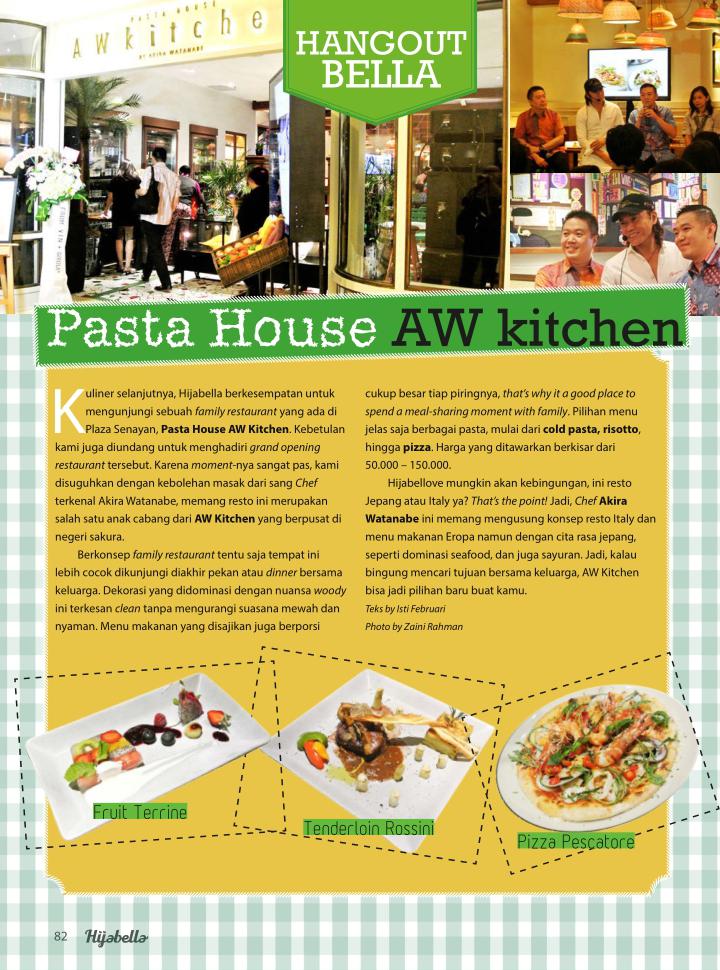 PASTA HOUSE
AWkitche
BY AKIRA WATANABE
HANGOUT
BELLA
Pasta House AW kitchen
Kuliner selanjutnya, Hijabella berkesempatan untuk
mengunjungi sebuah family restaurant yang ada di
Plaza Senayan, Pasta House AW Kitchen. Kebetulan
kami juga diundang untuk menghadiri grand opening
restaurant tersebut. Karena moment-nya sangat pas, kami
disuguhkan dengan kebolehan masak dari sang Chef
terkenal Akira Watanabe, memang resto ini merupakan
salah satu anak cabang dari AW Kitchen yang berpusat di
negeri sakura.
Berkonsep family restaurant tentu saja tempat ini
lebih cocok dikunjungi diakhir pekan atau dinner bersama
keluarga. Dekorasi yang didominasi dengan nuansa woody
ini terkesan clean tanpa mengurangi suasana mewah dan
nyaman. Menu makanan yang disajikan juga berporsi
cukup besar tiap piringnya, that's why it a good place to
spend a meal-sharing moment with family. Pilihan menu
jelas saja berbagai pasta, mulai dari cold pasta, risotto,
hingga pizza. Harga yang ditawarkan berkisar dari
50.000 – 150.000.
Hijabellove mungkin akan kebingungan, ini resto
Jepang atau Italy ya? That's the point! Jadi, Chef Akira
Watanabe ini memang mengusung konsep resto Italy dan
menu makanan Eropa namun dengan cita rasa jepang,
seperti dominasi seafood, dan juga sayuran. Jadi, kalau
bingung mencari tujuan bersama keluarga, AW Kitchen
bisa jadi pilihan baru buat kamu.
Teks by Isti Februari
Photo by Zaini Rahman
Fruit Terrine
Tenderloin Rossini
Pizza Pescatore
82 Hijabella